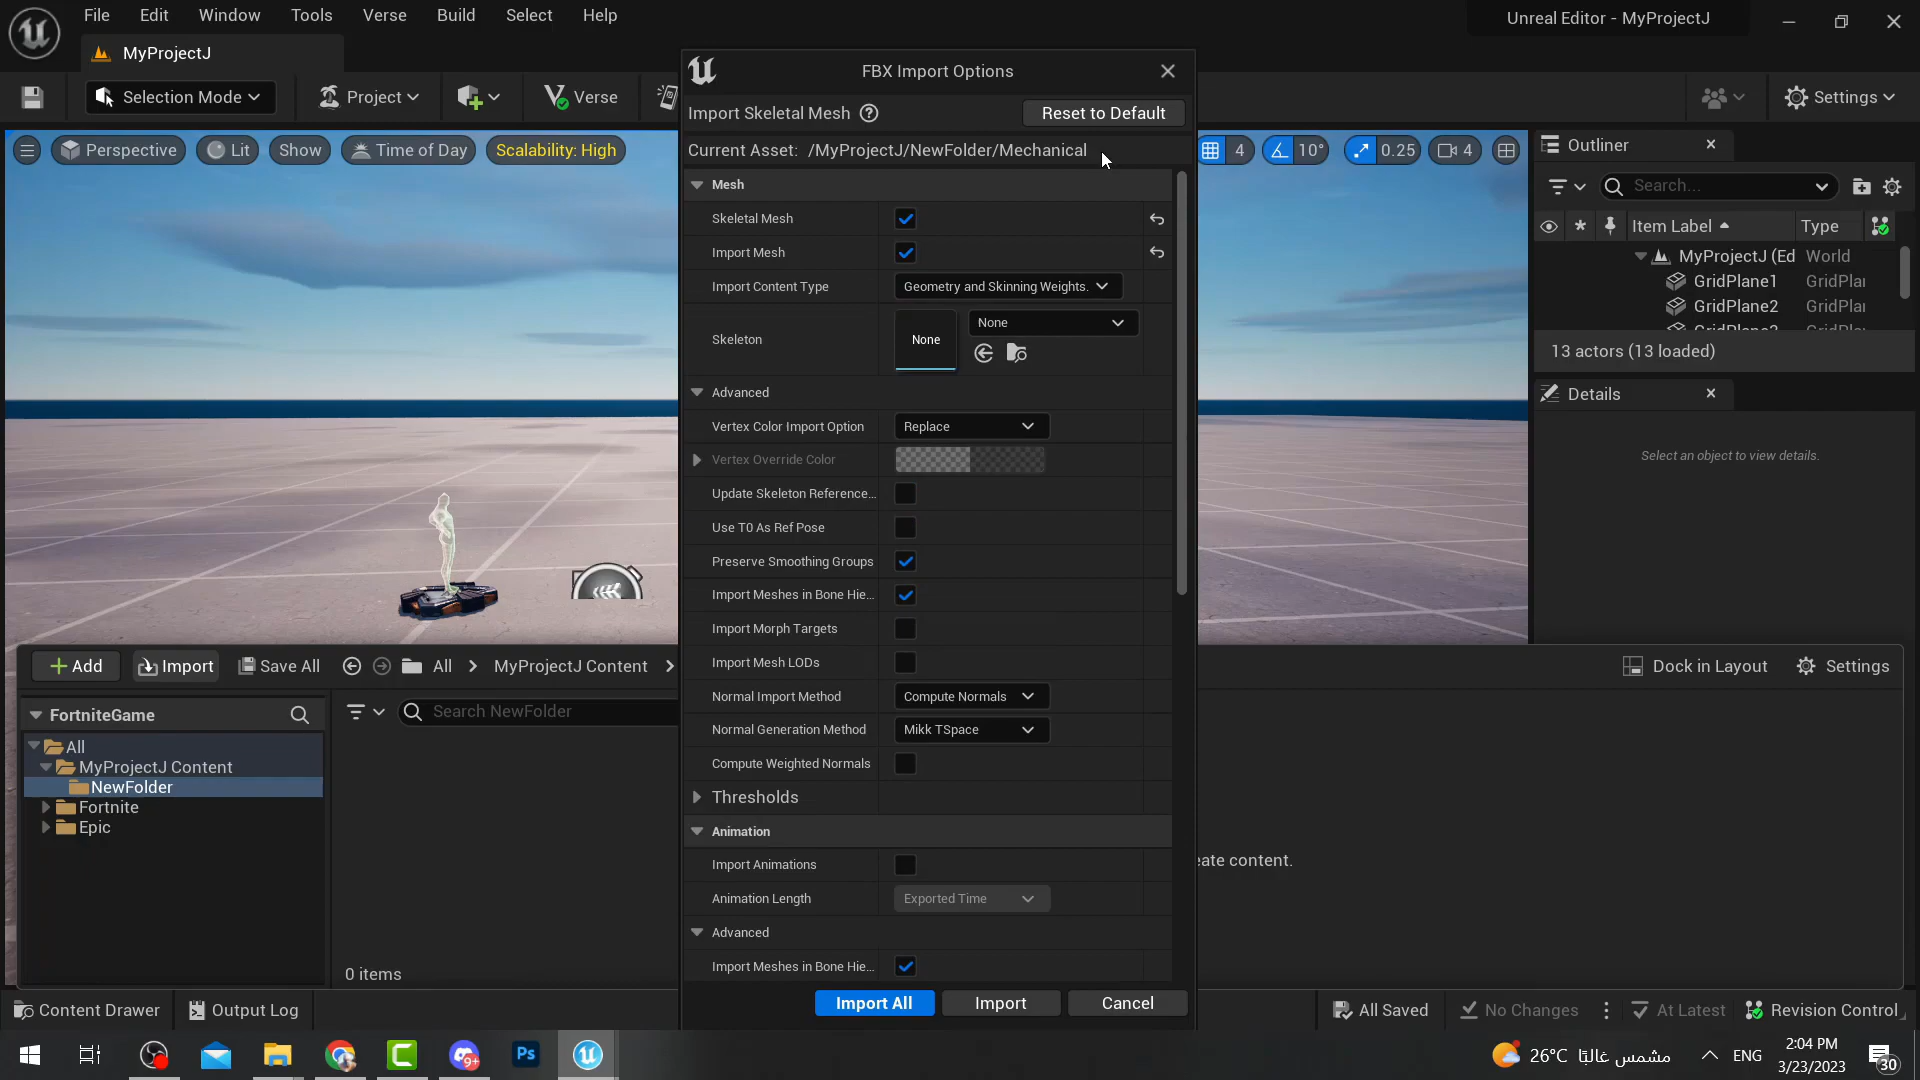 File Edit Window Tools Verse Build Select Help
Unreal Editor - MyProjectJ
MyProjectJ
Selection Mode Project Verse Settings
FBX Import Options
Import Skeletal Mesh Reset to Default
Current Asset: /MyProjectJ/NewFolder/Mechanical
Perspective Lit Show Time of Day Scalability: High
4 10° 0.25 4
Mesh
Skeletal Mesh
Import Mesh
Import Content Type Geometry and Skinning Weights.
Skeleton None None
Advanced
Vertex Color Import Option Replace
Vertex Override Color
Update Skeleton Reference...
Use T0 As Ref Pose
Preserve Smoothing Groups
Import Meshes in Bone Hie...
Import Morph Targets
Import Mesh LODs
Normal Import Method Compute Normals
Normal Generation Method Mikk TSpace
Compute Weighted Normals
Thresholds
Animation
Import Animations
Animation Length Exported Time
Advanced
Import Meshes in Bone Hie...
Import All Import Cancel
Outliner
Search...
Item Label Type
MyProjectJ (Ed World
GridPlane1 GridPlar
GridPlane2 GridPlar
13 actors (13 loaded)
Details
Select an object to view details.
Add Import Save All All MyProjectJ Content
Dock in Layout Settings
FortniteGame
Search NewFolder
All
MyProjectJ Content
NewFolder
Fortnite
Epic
eate content.
0 items
Content Drawer Output Log
All Saved No Changes At Latest Revision Control
9+
Ps
26°C مشمس غالبًا
ENG
2:04 PM
3/23/2023
30